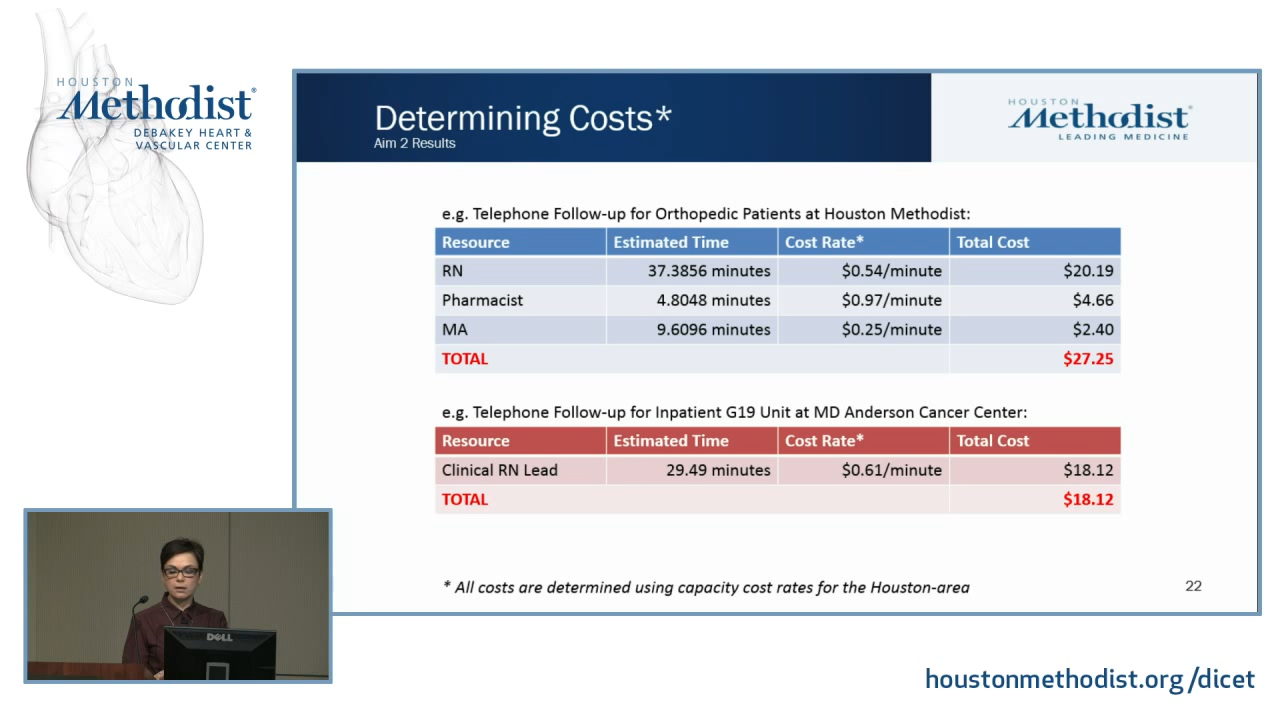 HOUSTON
Methodist®
DEBAKEY HEART &
VASCULAR CENTER
Determining Costs*
Aim 2 Results
HOUSTON
Methodist®
LEADING MEDICINE
e.g. Telephone Follow-up for Orthopedic Patients at Houston Methodist:
Resource Estimated Time Cost Rate* Total Cost
RN 37.3856 minutes $0.54/minute $20.19
Pharmacist 4.8048 minutes $0.97/minute $4.66
MA 9.6096 minutes $0.25/minute $2.40
TOTAL $27.25
e.g. Telephone Follow-up for Inpatient G19 Unit at MD Anderson Cancer Center:
Resource Estimated Time Cost Rate* Total Cost
Clinical RN Lead 29.49 minutes $0.61/minute $18.12
TOTAL $18.12
* All costs are determined using capacity cost rates for the Houston-area
22
DELL
houstonmethodist.org/dicet